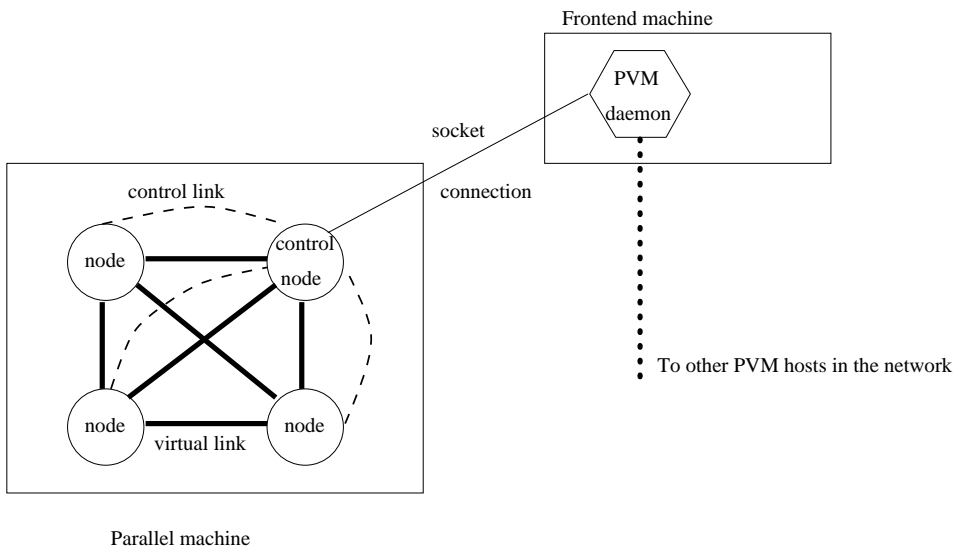 Frontend machine
PVM
daemon
socket
connection
control link
node
control
node
To other PVM hosts in the network
node
node
virtual link
Parallel machine